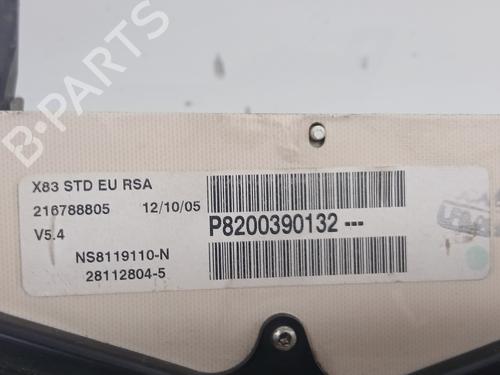 X83 STD EU RSA
216788805 12/10/05
V5.4
P8200390132---
NS8119110-N
28112804-5
B-PARTS